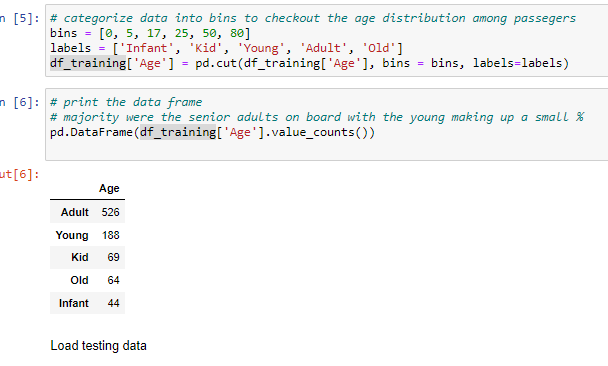 n [5]: # categorize data into bins to checkout the age distribution among passegers
bins = [0, 5, 17, 25, 50, 80]
labels = ['Infant', 'Kid', 'Young', 'Adult', 'Old']
df_training['Age'] = pd.cut(df_training['Age'], bins = bins, labels=labels)
n [6]: # print the data frame
# majority were the senior adults on board with the young making up a small %
pd.DataFrame(df_training['Age'].value_counts())
ut[6]:
Age
Adult 526
Young 188
Kid 69
Old 64
Infant 44
Load testing data